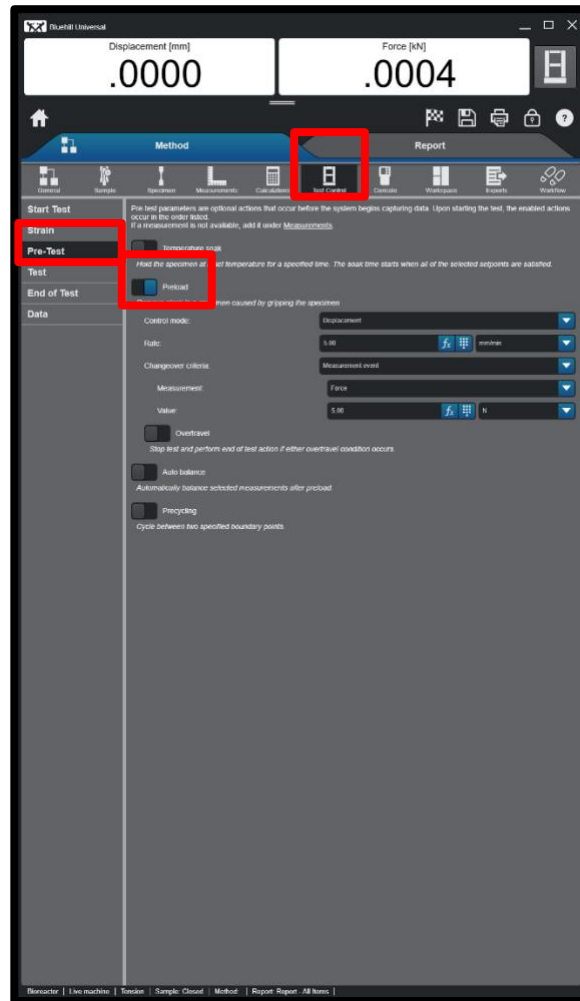 Bluehill Universal
Displacement [mm]
.0000
Force [kN]
.0004
Method
Report
General
Sample
Specimen
Measurements
Calculations
Test Control
Console
Workspace
Exports
Workflow
Start Test
Strain
Pre-Test
Test
End of Test
Data
Pre-test parameters are optional actions that occur before the system begins capturing data. Upon starting the test, the enabled actions
occur in the order listed.
If a measurement is not available, add it under Measurements.
Temperature soak
Hold the specimen at temperature for a specified time. The soak time starts when all of the selected setpoints are satisfied.
Preload
caused by gripping the specimen
Control mode:
Displacement
Rate:
5.00
mm/min
Changeover criteria:
Measurement event
Measurement:
Force
Value:
5.00
N
Overtravel
Stop test and perform end of test action if either overtravel condition occurs.
Auto balance
Automatically balance selected measurements after preload.
Precycling
Cycle between two specified boundary points.
Bioreactor | Live machine | Tension | Sample: Closed | Method: | Report: Report - All Items |